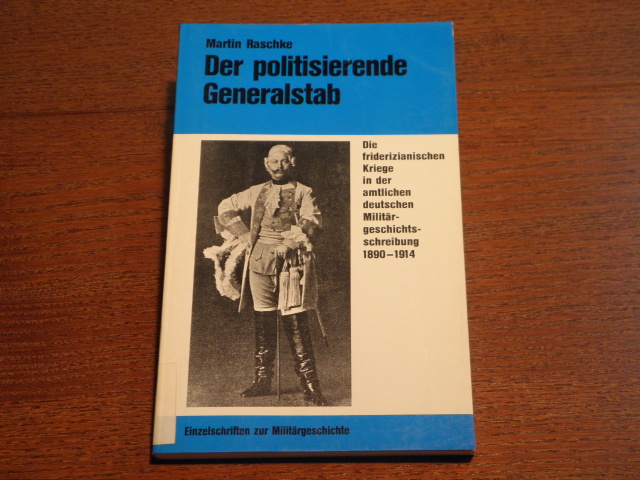 Martin Raschke
Der politisierende
Generalstab
Die
friderizianischen
Kriege
in der
amtlichen
deutschen
Militär-
geschichts-
schreibung
1890–1914
Einzelschriften zur Militärgeschichte